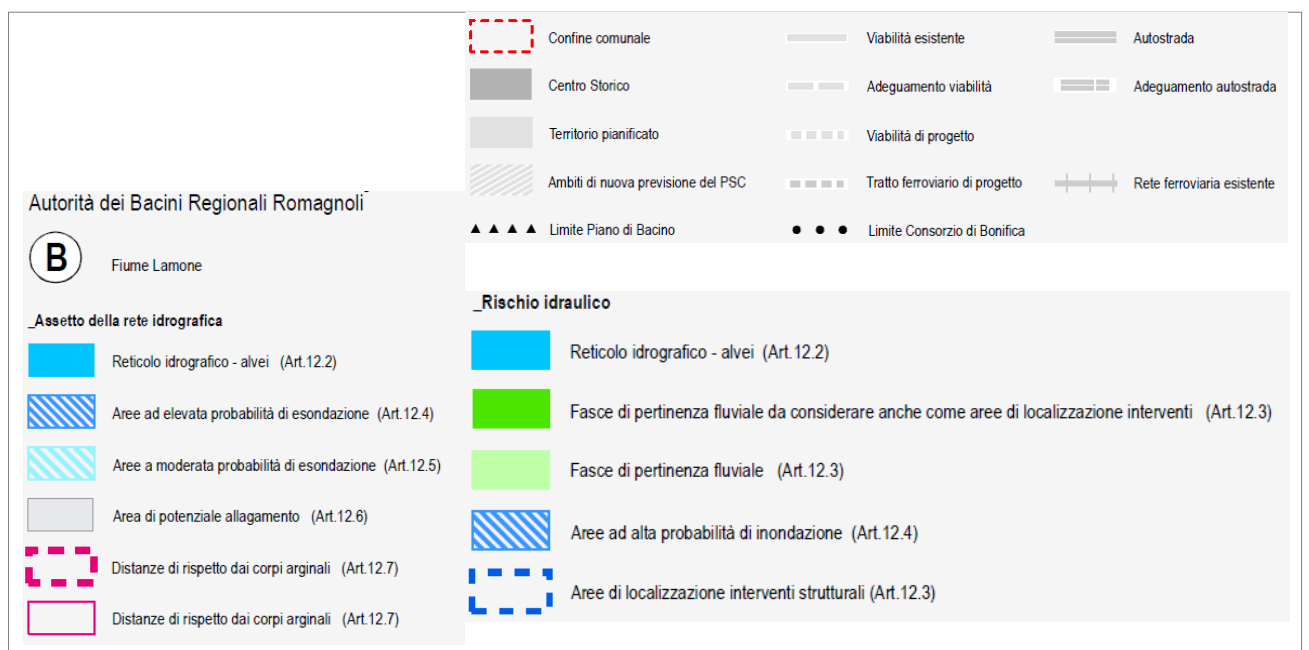 Confine comunale
Viabilità esistente
Autostrada
Centro Storico
Adeguamento viabilità
Adeguamento autostrada
Territorio pianificato
Viabilità di progetto
Ambiti di nuova previsione del PSC
Tratto ferroviario di progetto
Rete ferroviaria esistente
Limite Piano di Bacino
Limite Consorzio di Bonifica
Autorità dei Bacini Regionali Romagnoli
B
Fiume Lamone
_Assetto della rete idrografica
Reticolo idrografico - alvei (Art.12.2)
Aree ad elevata probabilità di esondazione (Art.12.4)
Aree a moderata probabilità di esondazione (Art.12.5)
Area di potenziale allagamento (Art.12.6)
Distanze di rispetto dai corpi arginali (Art.12.7)
Distanze di rispetto dai corpi arginali (Art.12.7)
_Rischio idraulico
Reticolo idrografico - alvei (Art.12.2)
Fasce di pertinenza fluviale da considerare anche come aree di localizzazione interventi (Art.12.3)
Fasce di pertinenza fluviale (Art.12.3)
Aree ad alta probabilità di inondazione (Art.12.4)
Aree di localizzazione interventi strutturali (Art.12.3)